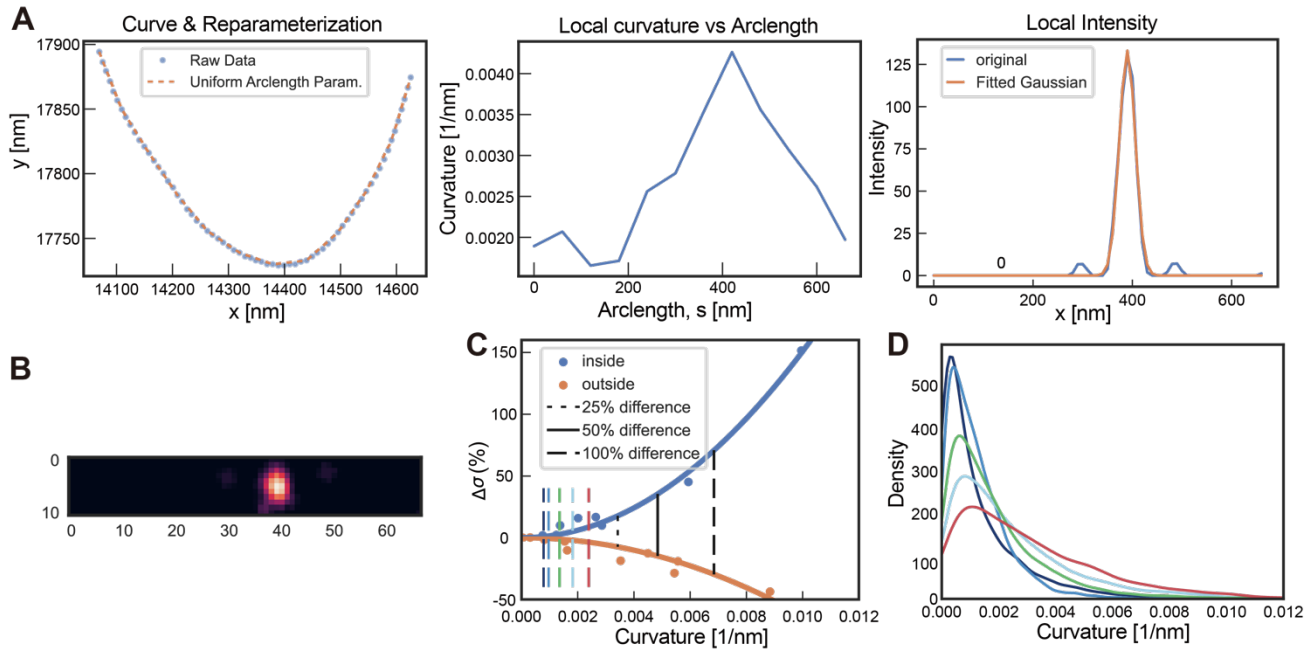 A
Curve & Reparameterization
Raw Data
Uniform Arclength Param.
y [nm]
17900
17850
17800
17750
14100 14200 14300 14400 14500 14600
x [nm]
Local curvature vs Arclength
Curvature [1/nm]
0.0040
0.0035
0.0030
0.0025
0.0020
0 200 400 600
Arclength, s [nm]
Local Intensity
original
Fitted Gaussian
Intensity
125
100
75
50
25
0
0
0 200 400 600
x [nm]
B
0
10
0 10 20 30 40 50 60
C
inside
outside
25% difference
50% difference
100% difference
Δσ(%)
150
100
50
0
-50
0.000 0.002 0.004 0.006 0.008 0.010 0.012
Curvature [1/nm]
D
Density
500
400
300
200
100
0
0.000 0.002 0.004 0.006 0.008 0.010 0.012
Curvature [1/nm]